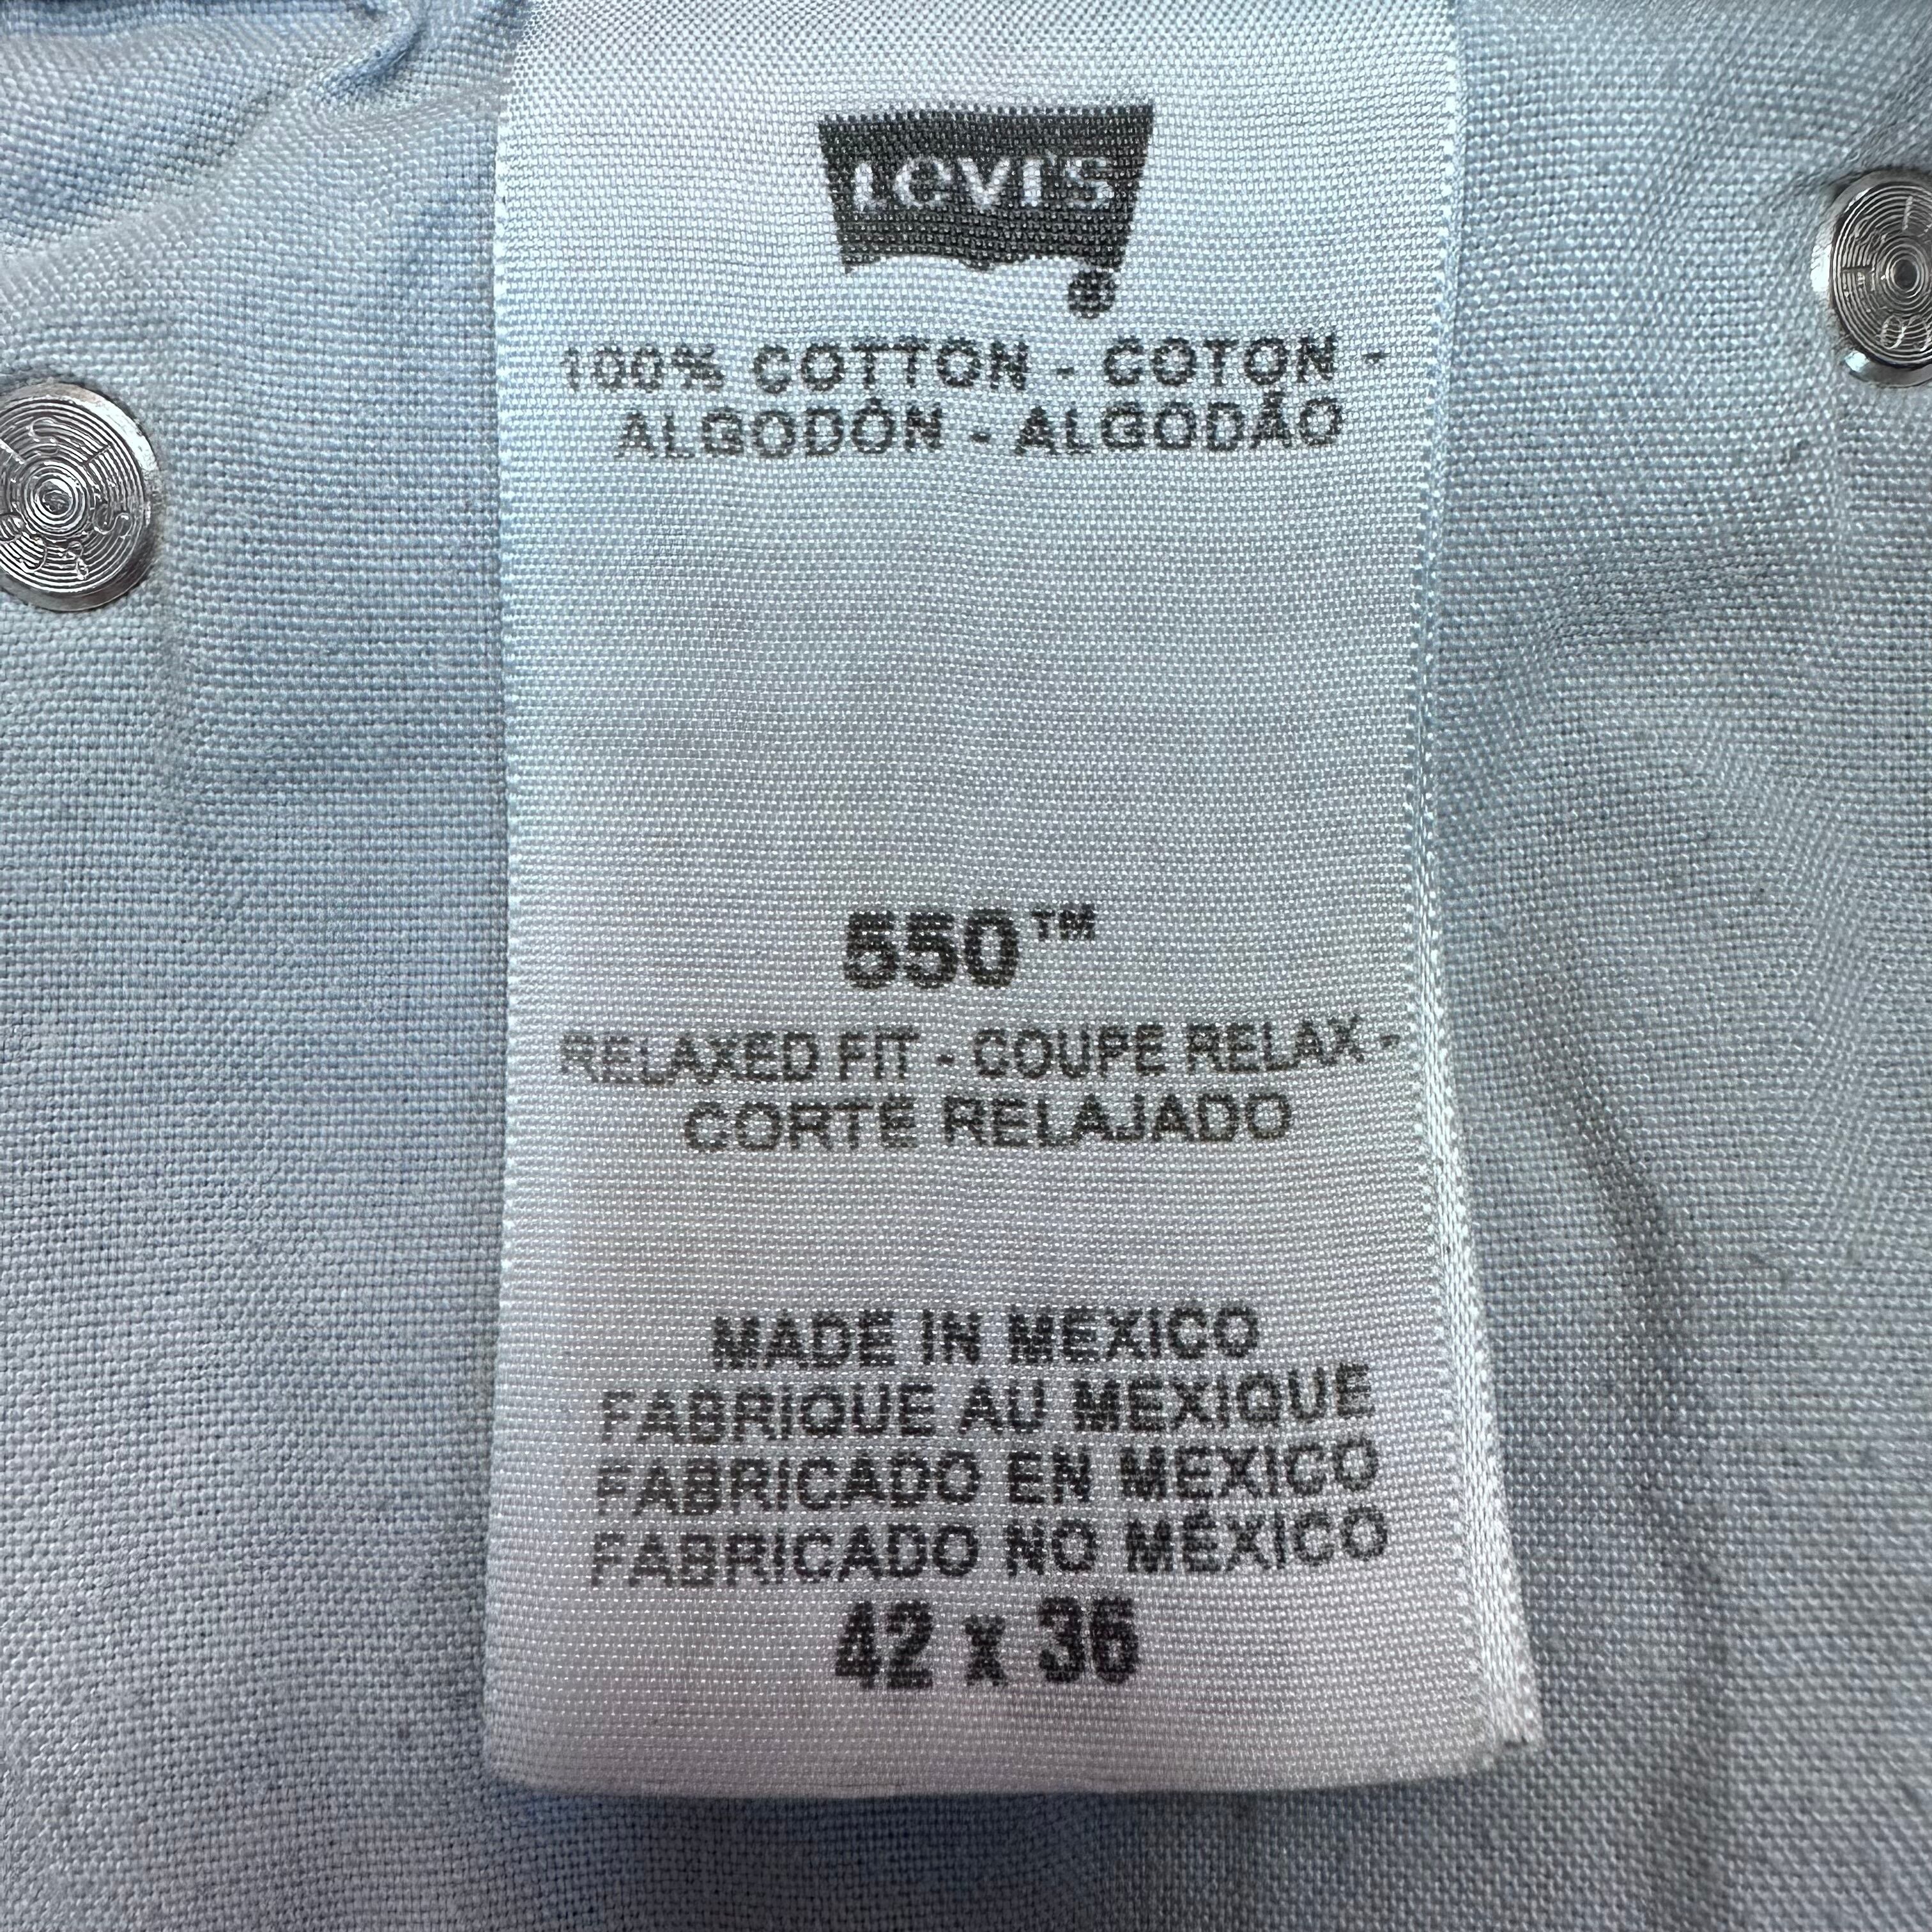 Levi's
®
100% COTTON - COTON -
ALGODÓN - ALGODÃO
550™
RELAXED FIT - COUPE RELAX -
CORTE RELAJADO
MADE IN MEXICO
FABRIQUE AU MEXIQUE
FABRICADO EN MEXICO
FABRICADO NO MÉXICO
42 x 36